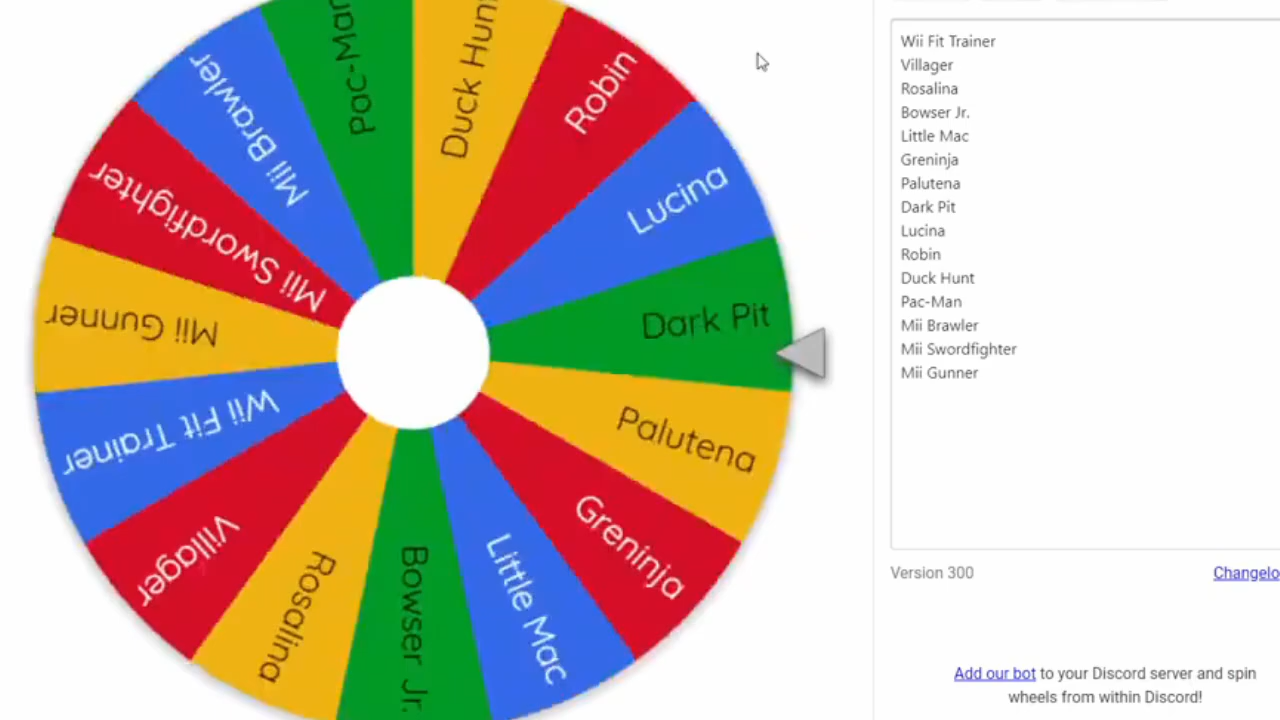 Pac-Man
Duck Hunt
Robin
Lucina
Dark Pit
Palutena
Greninja
Little Mac
Bowser Jr.
Rosalina
Villager
Wii Fit Trainer
Mii Gunner
Mii Swordfighter
Mii Brawler
Wii Fit Trainer
Villager
Rosalina
Bowser Jr.
Little Mac
Greninja
Palutena
Dark Pit
Lucina
Robin
Duck Hunt
Pac-Man
Mii Brawler
Mii Swordfighter
Mii Gunner
Version 300
Changelo
Add our bot to your Discord server and spin
wheels from within Discord!